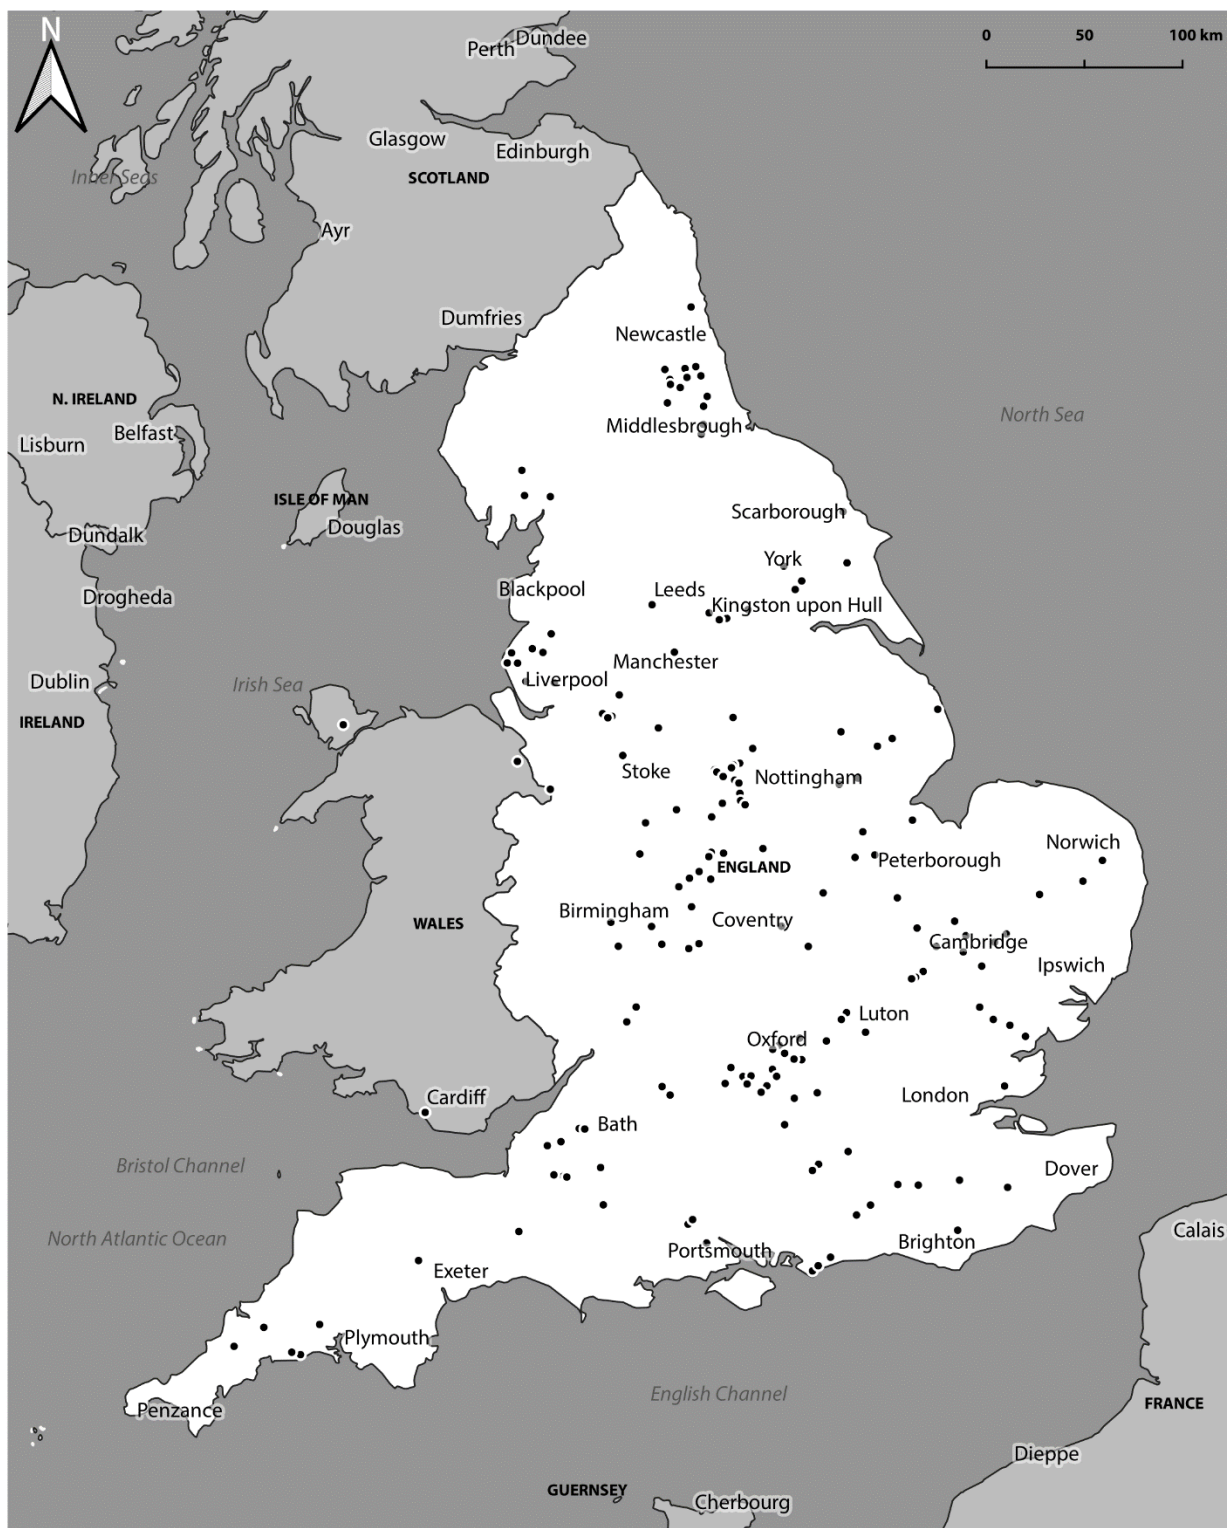 N
0 50 100 km
Dundee
Perth
Glasgow
Edinburgh
SCOTLAND
Inner Seas
Ayr
Dumfries
Newcastle
N. IRELAND
North Sea
Belfast
Middlesbrough
Lisburn
ISLE OF MAN
Scarborough
Douglas
Dundalk
York
Blackpool
Leeds
Drogheda
Kingston upon Hull
Manchester
Dublin
Irish Sea
Liverpool
IRELAND
Stoke
Nottingham
Norwich
Peterborough
ENGLAND
Birmingham
Coventry
WALES
Cambridge
Ipswich
Luton
Oxford
Cardiff
London
Bath
Bristol Channel
Dover
Calais
North Atlantic Ocean
Brighton
Portsmouth
Exeter
Plymouth
English Channel
FRANCE
Penzance
Dieppe
GUERNSEY
Cherbourg